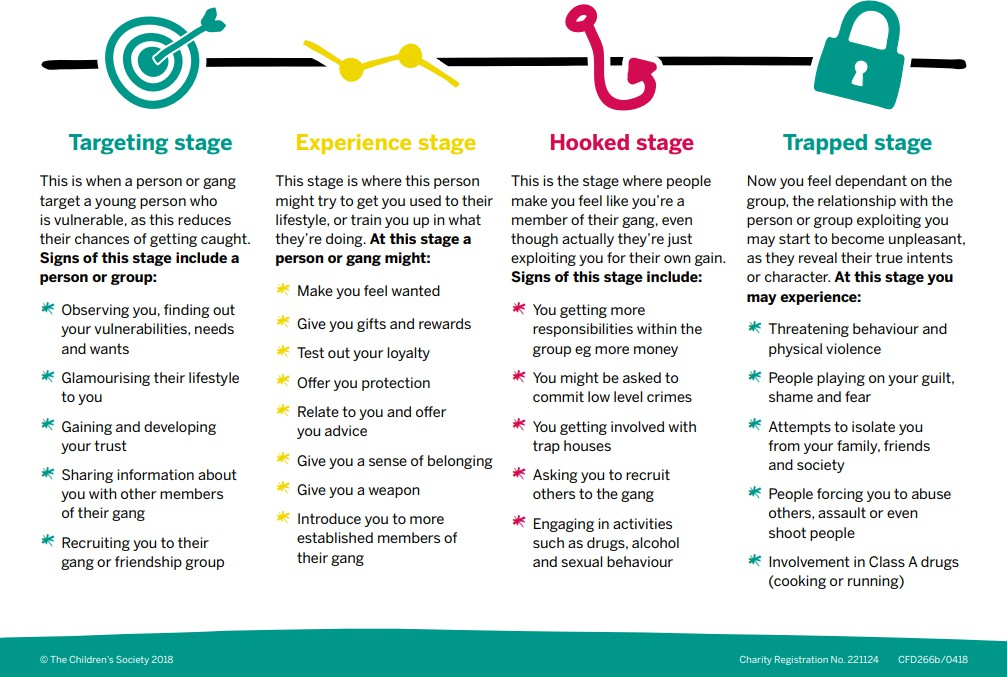 Targeting stage
This is when a person or gang
target a young person who
is vulnerable, as this reduces
their chances of getting caught.
Signs of this stage include a
person or group:
Observing you, finding out
your vulnerabilities, needs
and wants
Glamourising their lifestyle
to you
Gaining and developing
your trust
Sharing information about
you with other members
of their gang
Recruiting you to their
gang or friendship group
Experience stage
This stage is where this person
might try to get you used to their
lifestyle, or train you up in what
they're doing. At this stage a
person or gang might:
Make you feel wanted
Give you gifts and rewards
Test out your loyalty
Offer you protection
Relate to you and offer
you advice
Give you a sense of belonging
Give you a weapon
Introduce you to more
established members of
their gang
Hooked stage
This is the stage where people
make you feel like you're a
member of their gang, even
though actually they're just
exploiting you for their own gain.
Signs of this stage include:
You getting more
responsibilities within the
group eg more money
You might be asked to
commit low level crimes
You getting involved with
trap houses
Asking you to recruit
others to the gang
Engaging in activities
such as drugs, alcohol
and sexual behaviour
Trapped stage
Now you feel dependant on the
group, the relationship with the
person or group exploiting you
may start to become unpleasant,
as they reveal their true intents
or character. At this stage you
may experience:
Threatening behaviour and
physical violence
People playing on your guilt,
shame and fear
Attempts to isolate you
from your family, friends
and society
People forcing you to abuse
others, assault or even
shoot people
Involvement in Class A drugs
(cooking or running)
© The Children's Society 2018
Charity Registration No. 221124 CFD266b/0418